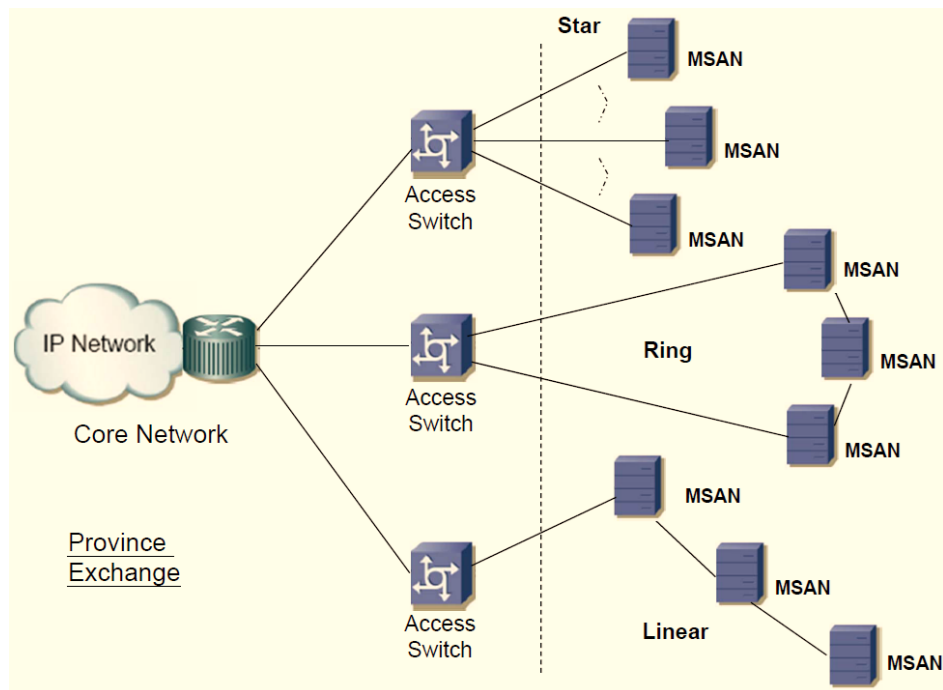 Star
MSAN
MSAN
Access
Switch
MSAN
MSAN
IP Network
Ring
MSAN
Access
Switch
Core Network
MSAN
MSAN
Province
Exchange
MSAN
Access
Switch
Linear
MSAN